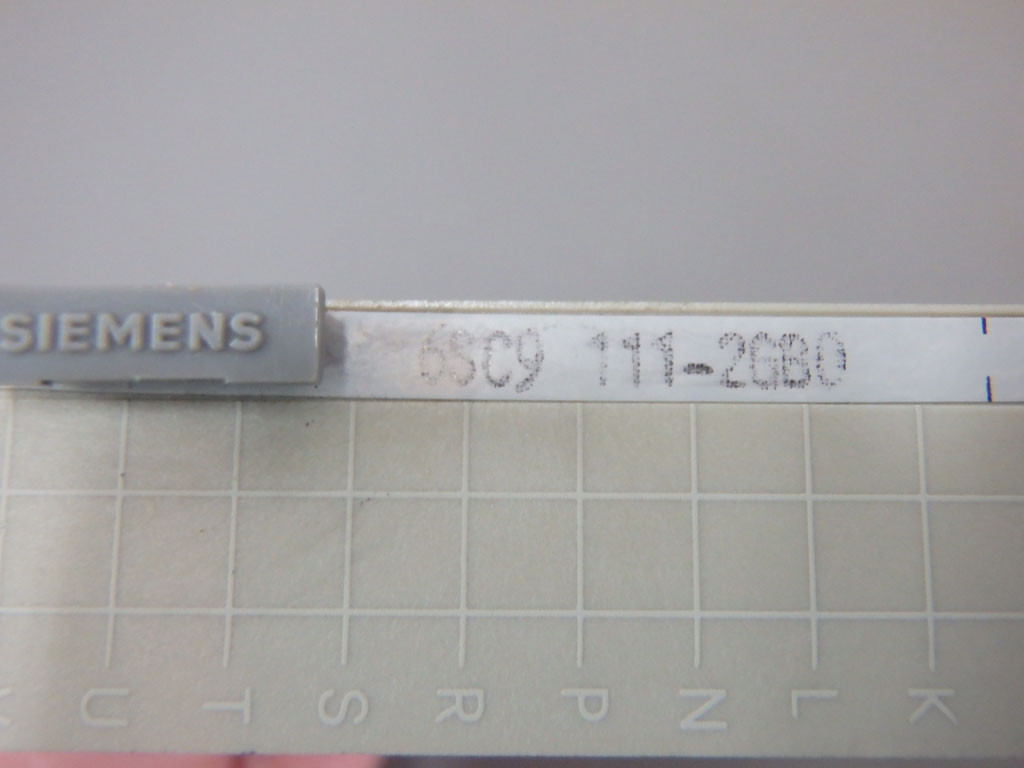 SIEMENS 6SC9 111-2GB0
U T S R P N L K